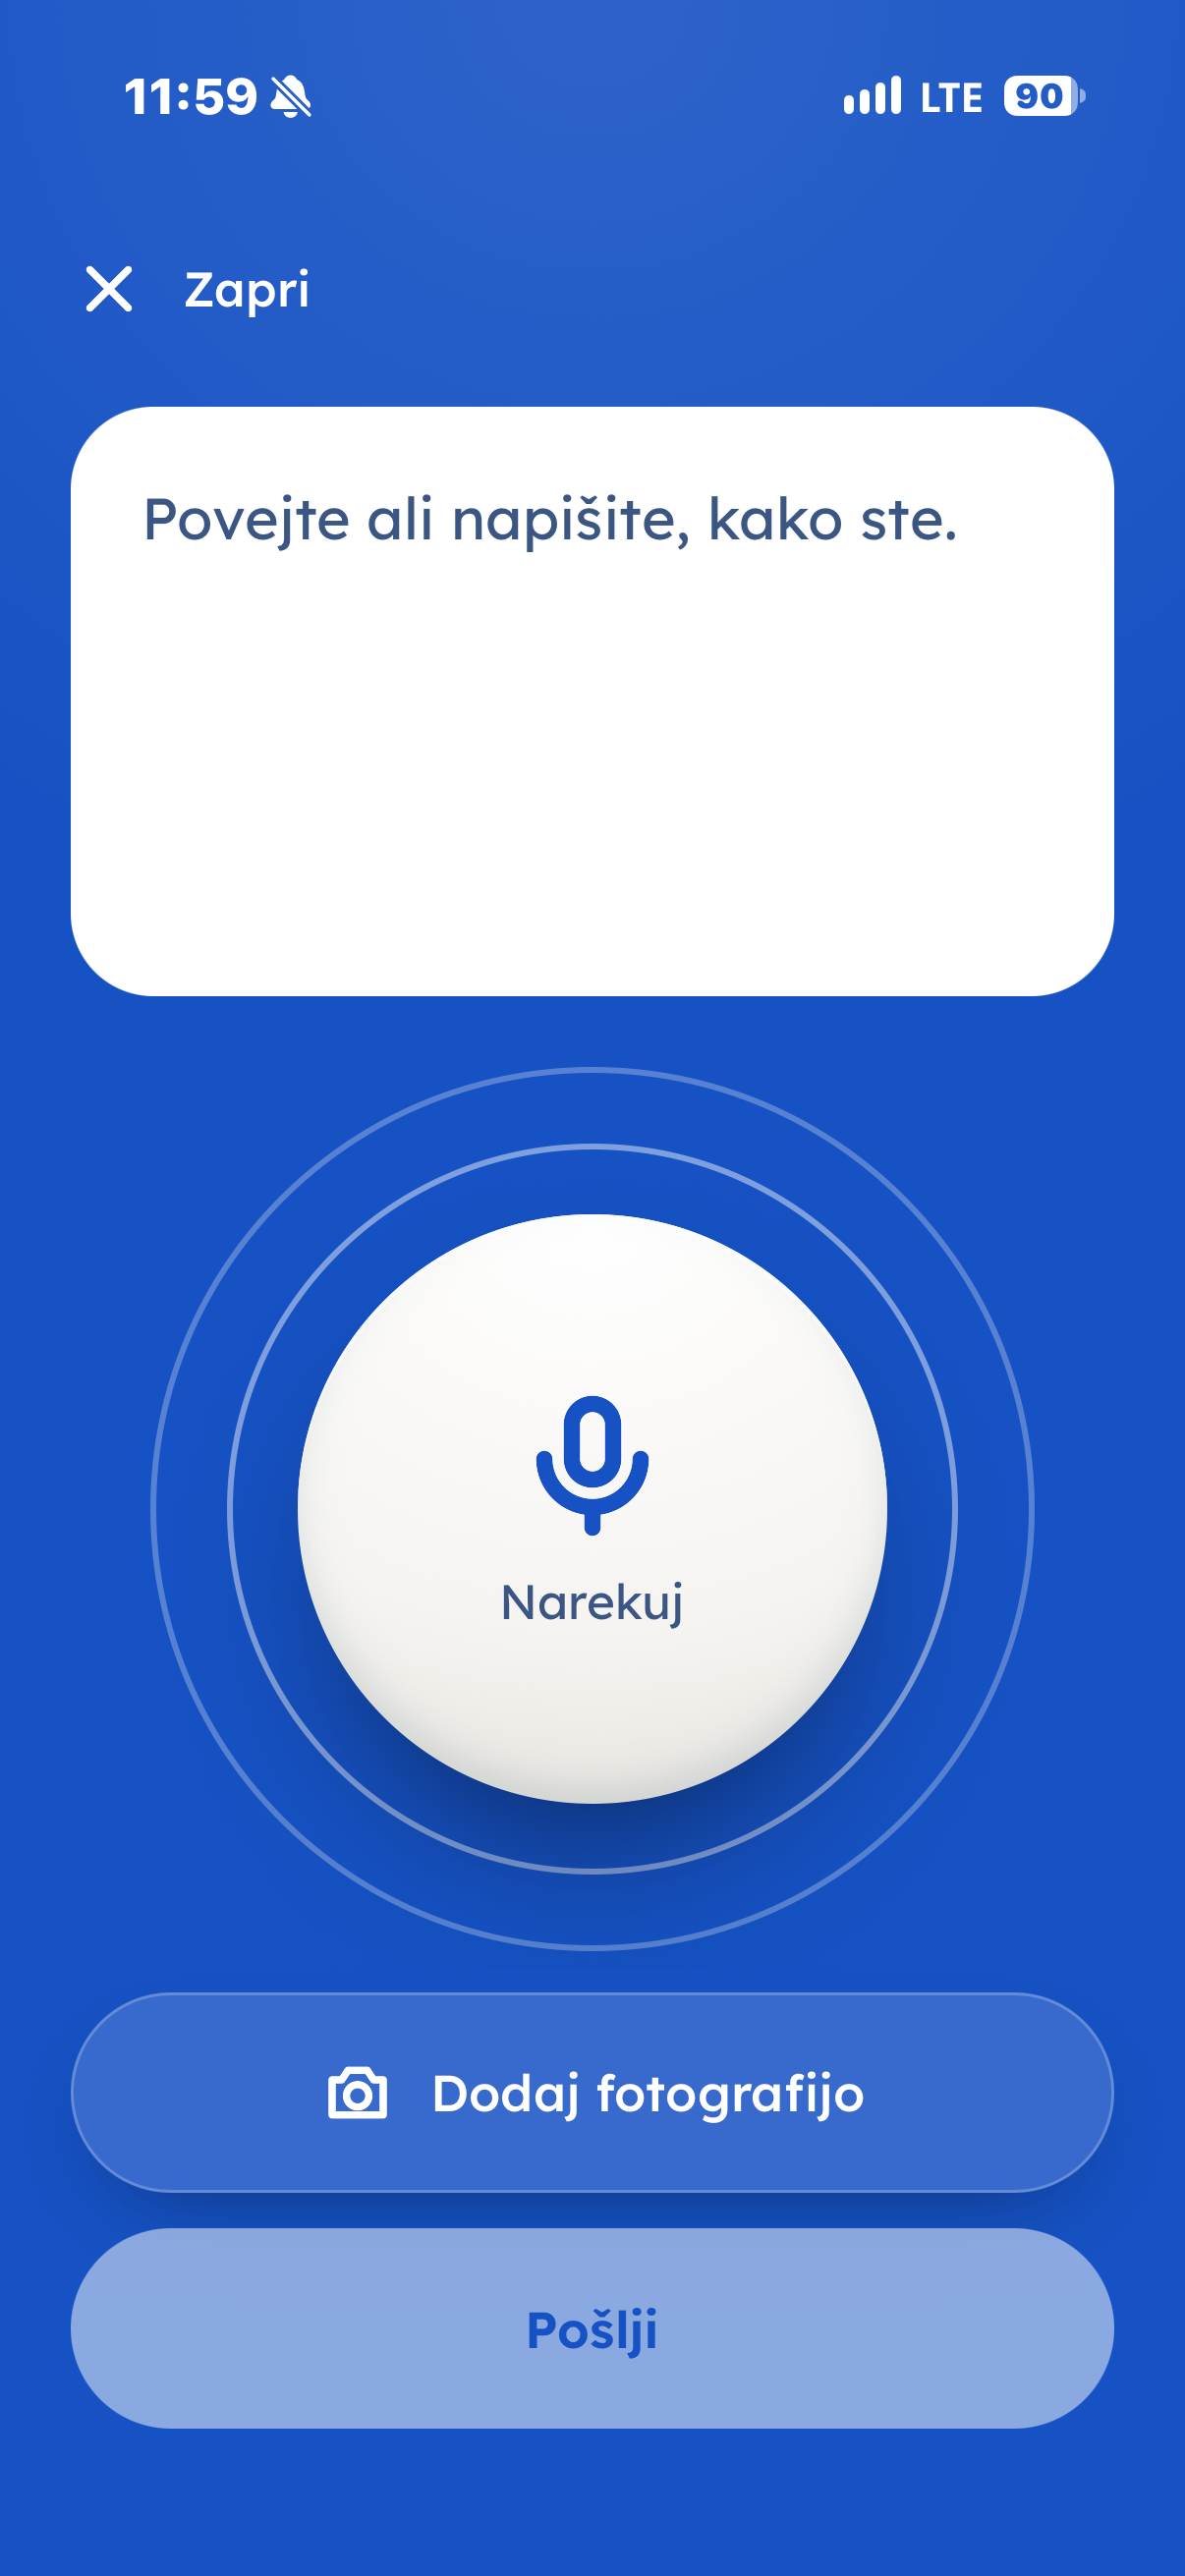 11:59
LTE
90
Zapri
Povejte ali napišite, kako ste.
Narekuj
Dodaj fotografijo
Pošlji